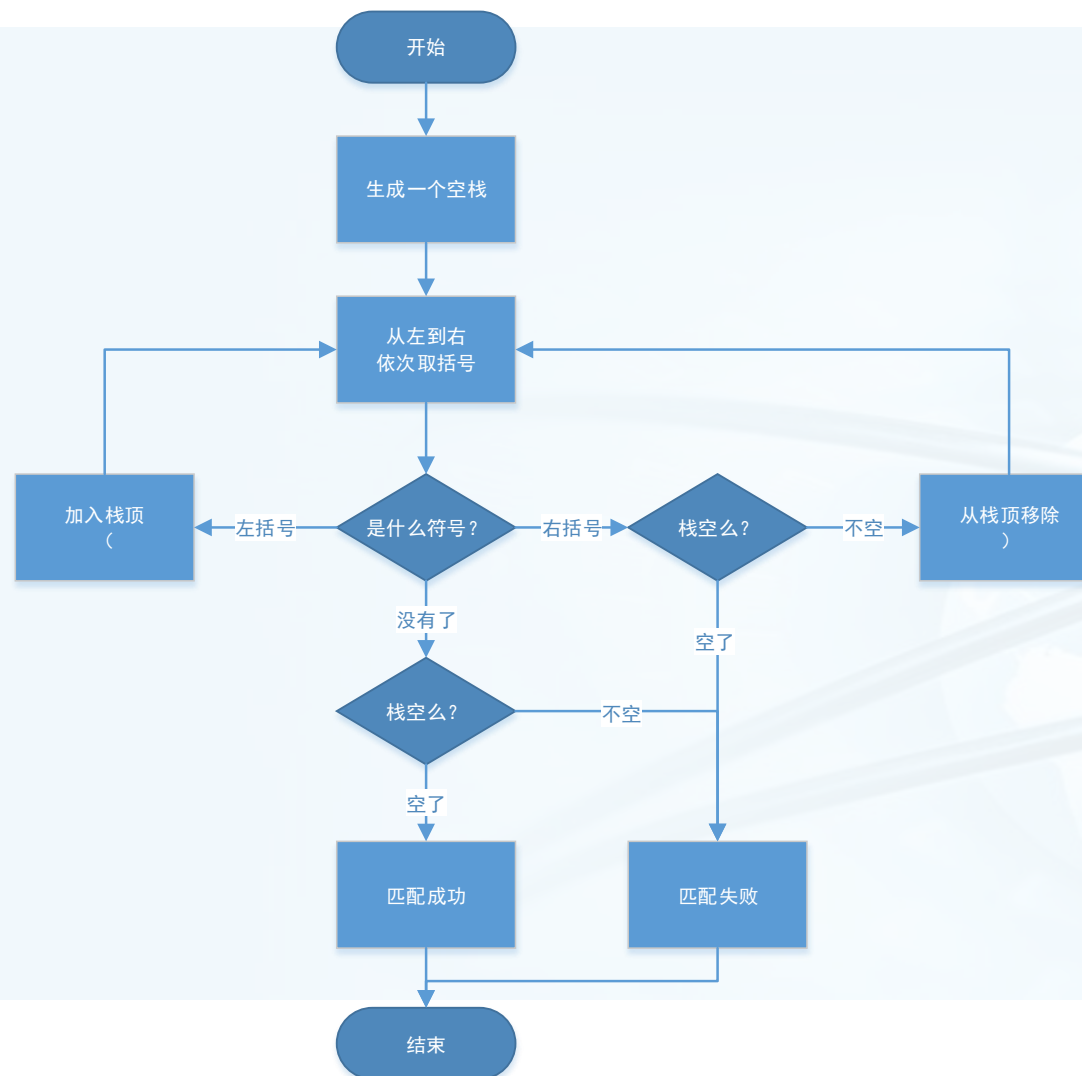 开始
生成一个空栈
从左到右
依次取括号
加入栈顶
（
左括号
是什么符号？
右括号
栈空么？
不空
从栈顶移除
）
没有了
空了
栈空么？
不空
空了
匹配成功
匹配失败
结束